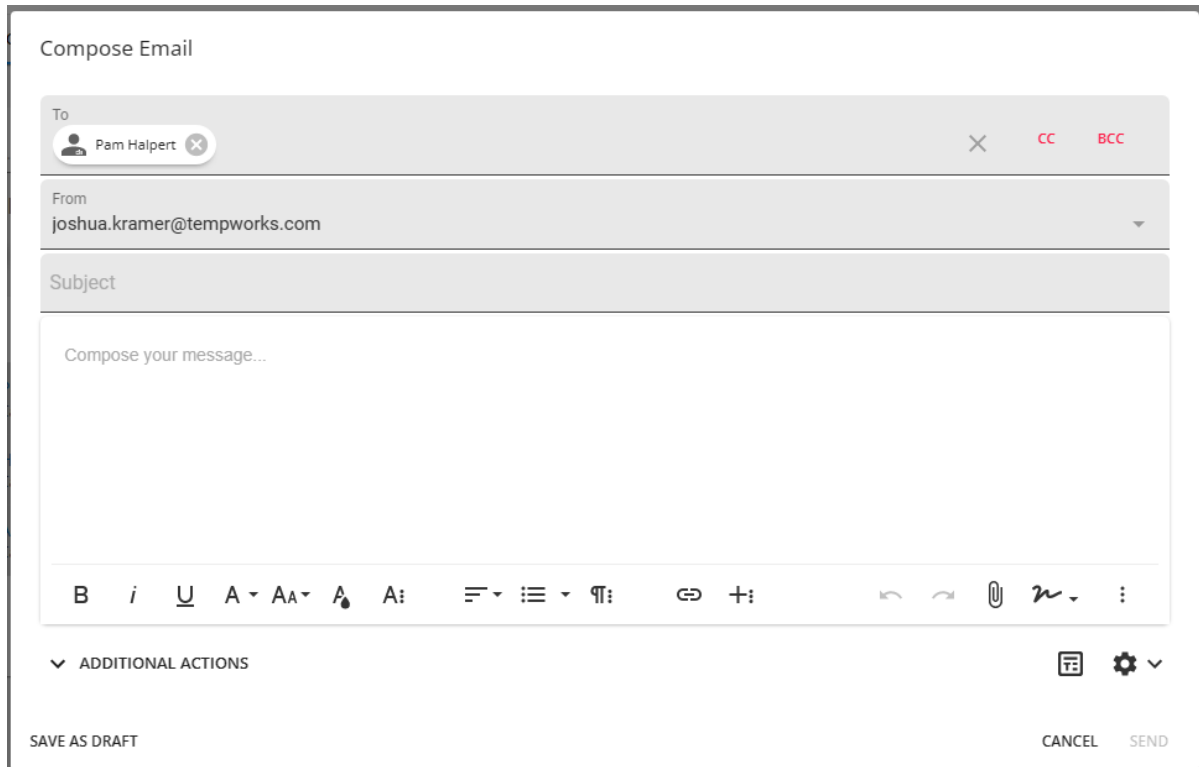 Compose Email
To
Pam Halpert
CC BCC
From
joshua.kramer@tempworks.com
Subject
Compose your message...
B i U A AA A A
ADDITIONAL ACTIONS
SAVE AS DRAFT CANCEL SEND